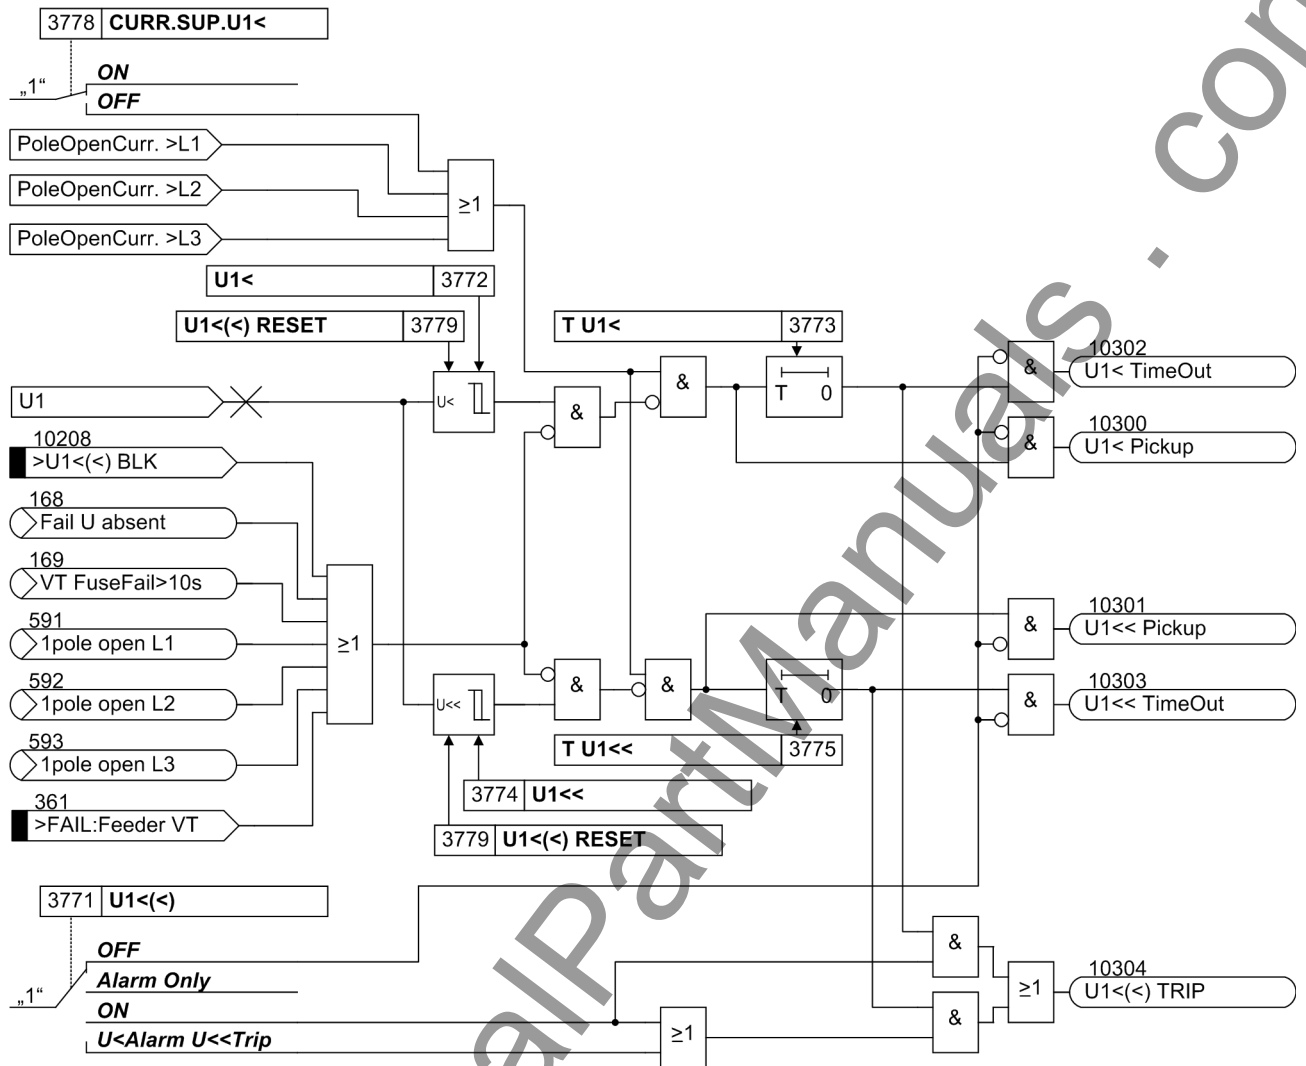 3778 CURR.SUP.U1<
ON
„1“
OFF
PoleOpenCurr. >L1
PoleOpenCurr. >L2
≥1
PoleOpenCurr. >L3
U1< 3772
U1<(<) RESET 3779
T U1< 3773
10302
U1< TimeOut
&
&
T 0
U1
U<
&
10300
U1< Pickup
&
10208
>U1<(<) BLK
168
Fail U absent
169
VT FuseFail>10s
591
1pole open L1
≥1
10301
U1<< Pickup
&
592
1pole open L2
U<<
&
&
T 0
10303
U1<< TimeOut
&
593
1pole open L3
T U1<< 3775
3774 U1<<
361
>FAIL:Feeder VT
3779 U1<(<) RESET
3771 U1<(<)
OFF
&
Alarm Only
„1“
10304
U1<(<) TRIP
≥1
ON
&
U<Alarm U<<Trip
≥1
alPartManuals . com